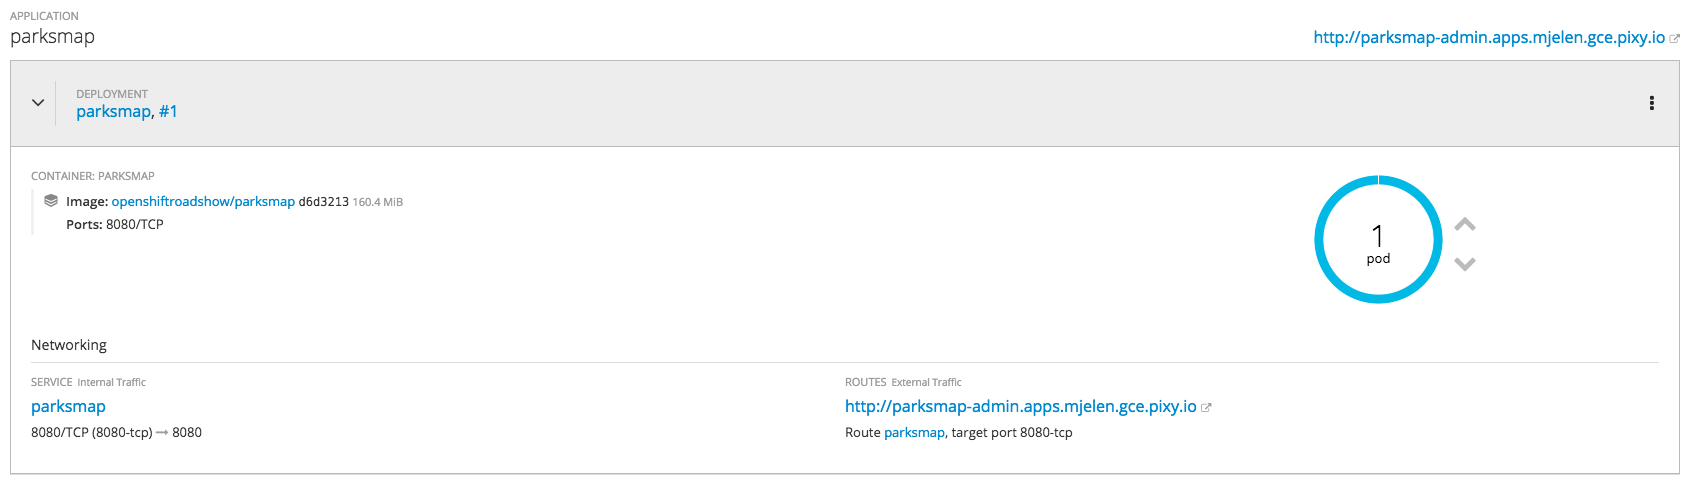 APPLICATION
parksmap
http://parksmap-admin.apps.mjelen.gce.pixy.io
DEPLOYMENT
parksmap, #1
CONTAINER: PARKSMAP
Image: openshiftroadshow/parksmap d6d3213 160.4 MiB
Ports: 8080/TCP
1
pod
Networking
SERVICE Internal Traffic
parksmap
8080/TCP (8080-tcp) → 8080
ROUTES External Traffic
http://parksmap-admin.apps.mjelen.gce.pixy.io
Route parksmap, target port 8080-tcp